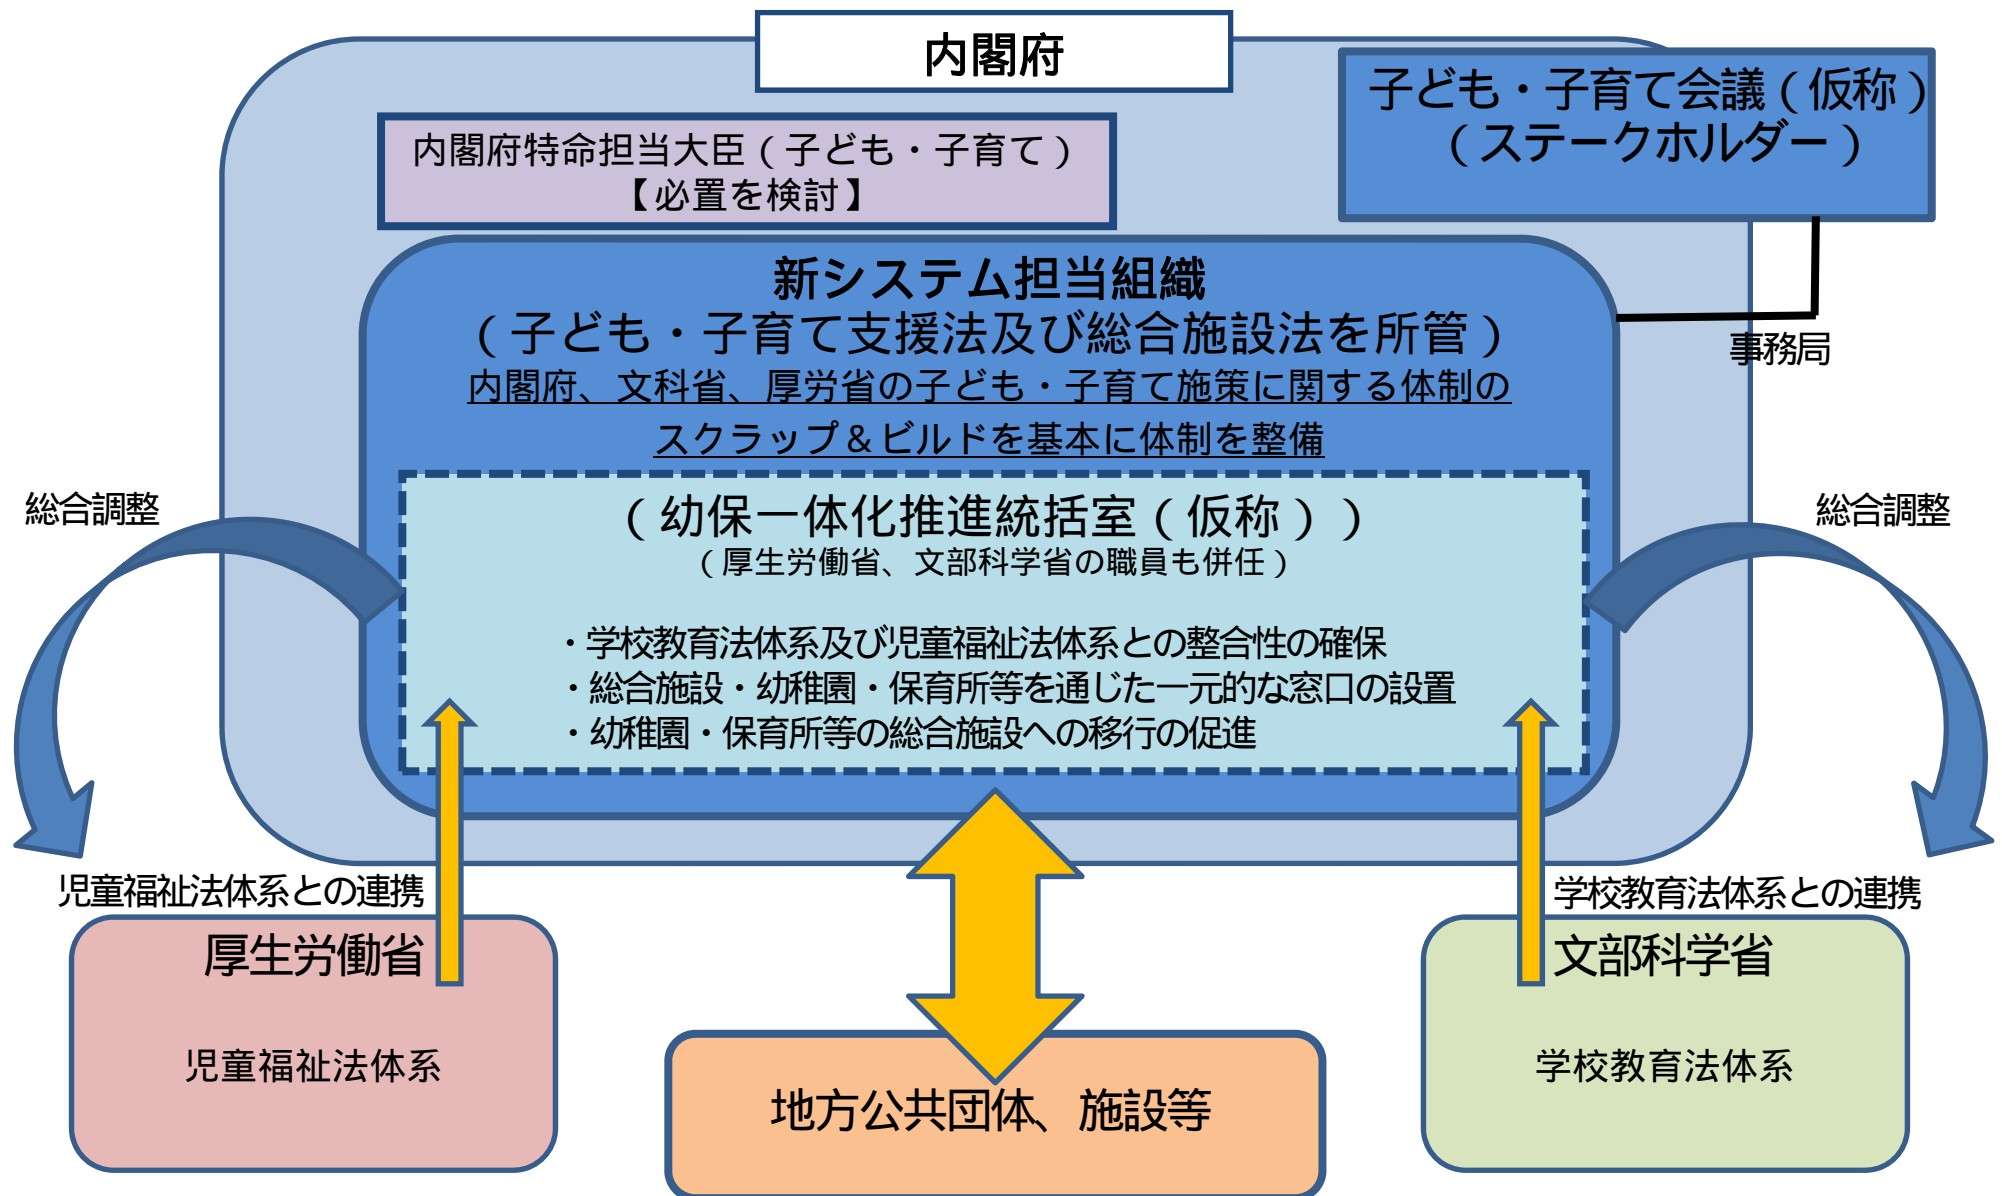 内閣府
子ども・子育て会議(仮称)
(ステークホルダー)
内閣府特命担当大臣(子ども・子育て)
【必置を検討】
新システム担当組織
(子ども・子育て支援法及び総合施設法を所管)
事務局
内閣府、文科省、厚労省の子ども・子育て施策に関する体制の
スクラップ&ビルドを基本に体制を整備
総合調整
(幼保一体化推進統括室(仮称))
(厚生労働省、文部科学省の職員も併任)
総合調整
・学校教育法体系及び児童福祉法体系との整合性の確保
・総合施設・幼稚園・保育所等を通じた一元的な窓口の設置
・幼稚園・保育所等の総合施設への移行の促進
児童福祉法体系との連携
学校教育法体系との連携
厚生労働省
児童福祉法体系
文部科学省
学校教育法体系
地方公共団体、施設等